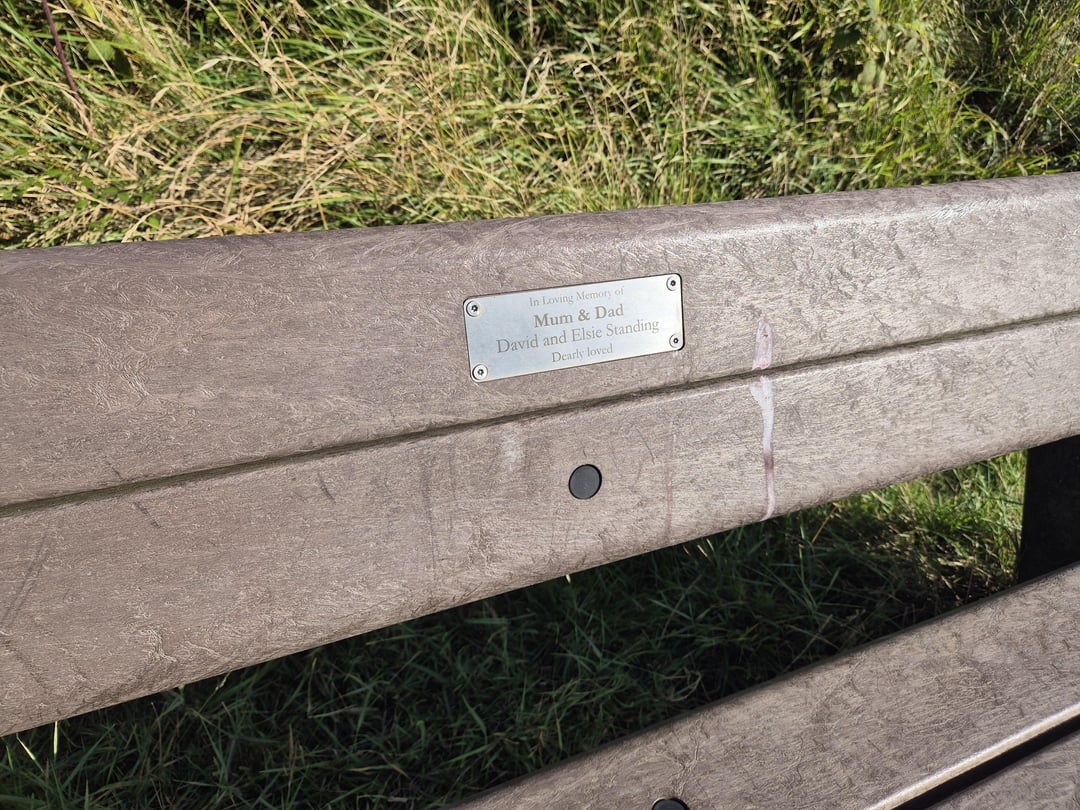 In Loving Memory of
Mum & Dad
David and Elsie Standing
Dearly loved